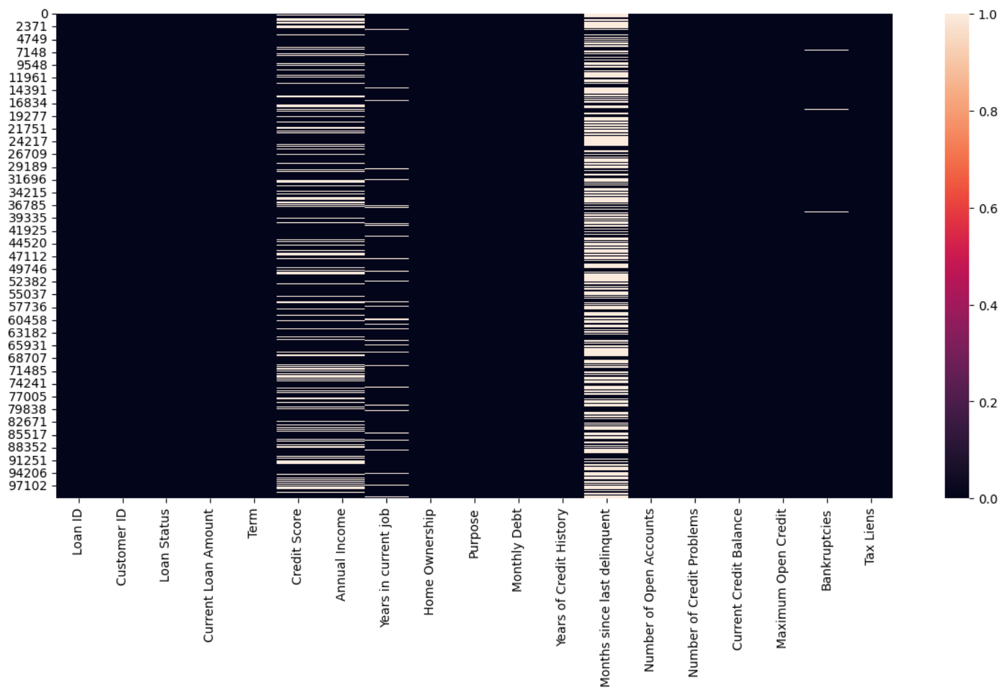 0
2371
4749
7148
9548
11961
14391
16834
19277
21751
24217
26709
29189
31696
34215
36785
39335
41925
44520
47112
49746
52382
55037
57736
60458
63182
65931
68707
71485
74241
77005
79838
82671
85517
88352
91251
94206
97102
Loan ID
Customer ID
Loan Status
Current Loan Amount
Term
Credit Score
Annual Income
Years in current job
Home Ownership
Purpose
Monthly Debt
Years of Credit History
Months since last delinquent
Number of Open Accounts
Number of Credit Problems
Current Credit Balance
Maximum Open Credit
Bankruptcies
Tax Liens
1.0
0.8
0.6
0.4
0.2
0.0